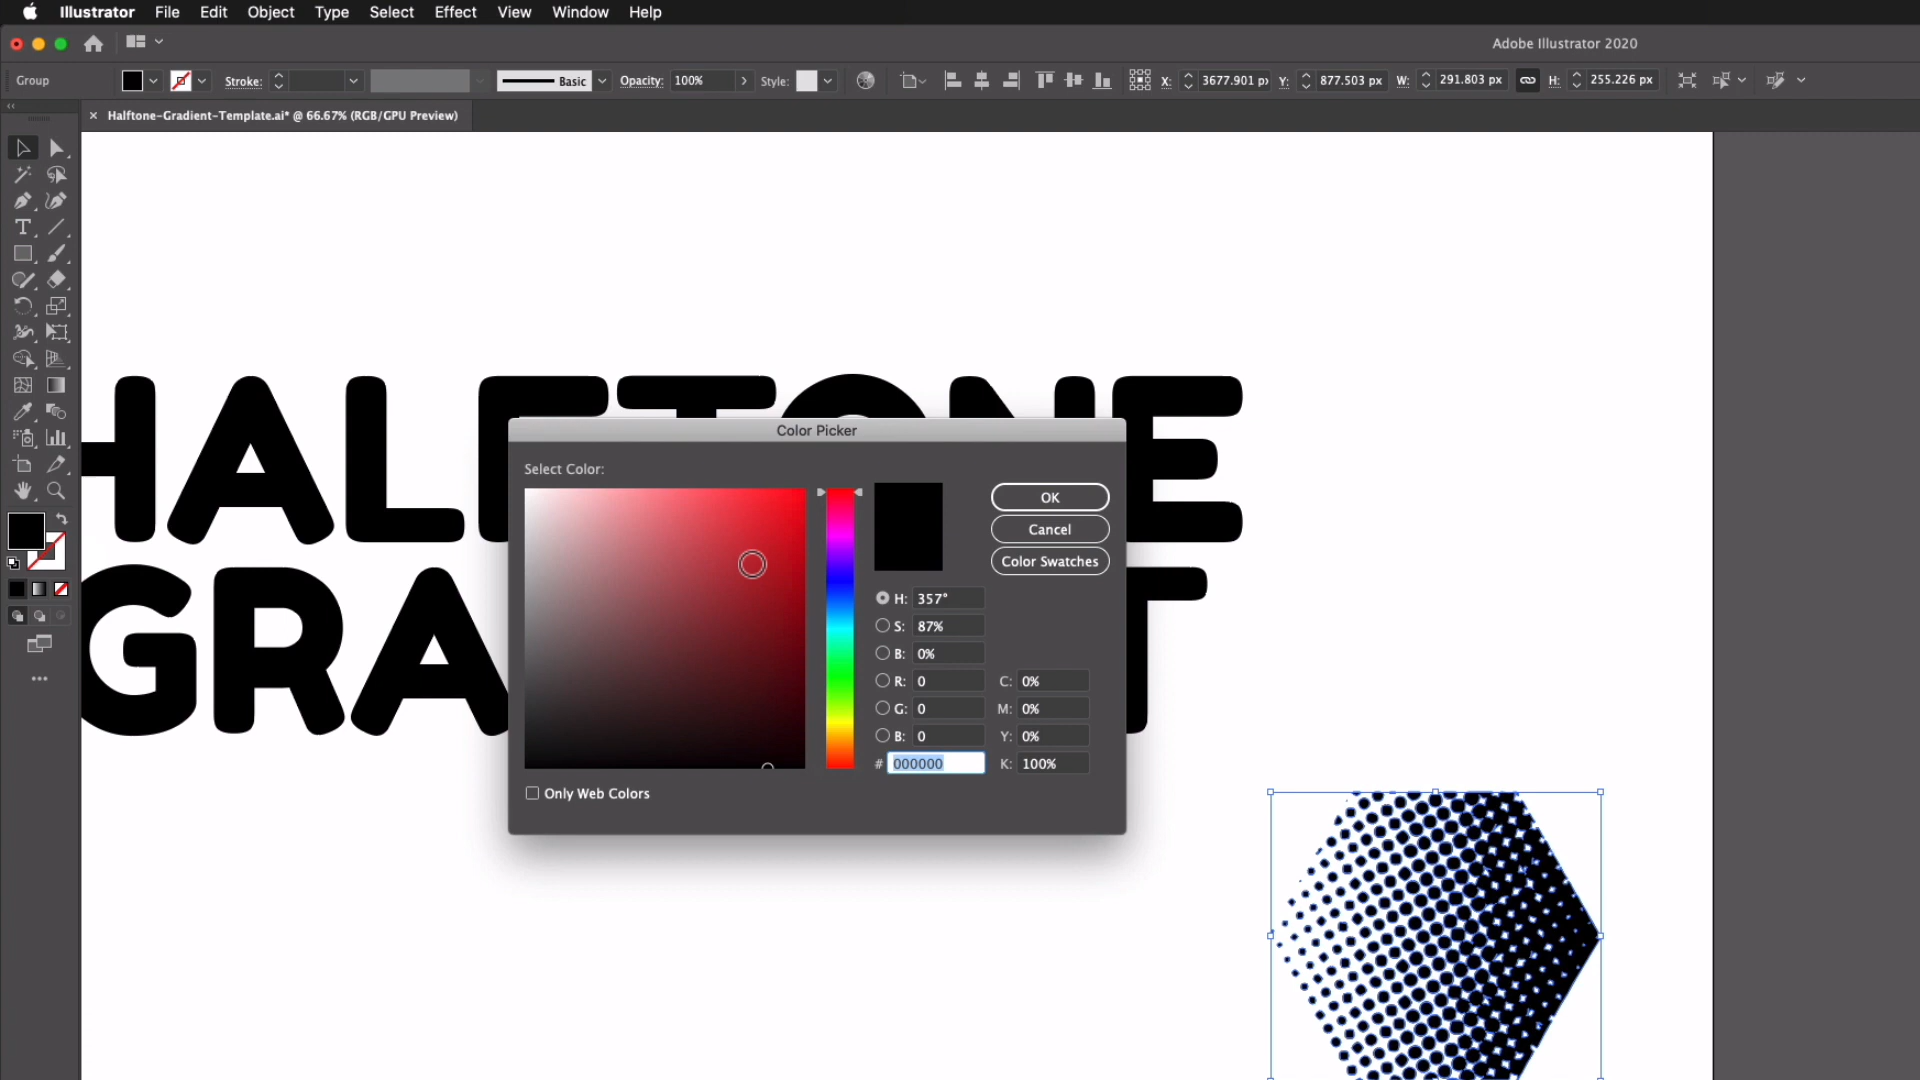 Illustrator File Edit Object Type Select Effect View Window Help
Adobe Illustrator 2020
Group Stroke: Basic Opacity: 100% Style: X: 3677.901 px Y: 877.503 px W: 291.803 px H: 255.226 px
Halftone-Gradient-Template.ai* @ 66.67% (RGB/GPU Preview)
HALFTONE
GRA T
Color Picker
Select Color:
OK
Cancel
Color Swatches
H: 357°
S: 87%
B: 0%
R: 0 C: 0%
G: 0 M: 0%
B: 0 Y: 0%
# 000000 K: 100%
Only Web Colors